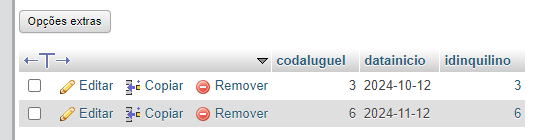 Opções extras
←T→ codaluguel datainicio idinquilino
Editar Copiar Remover 3 2024-10-12 3
Editar Copiar Remover 6 2024-11-12 6